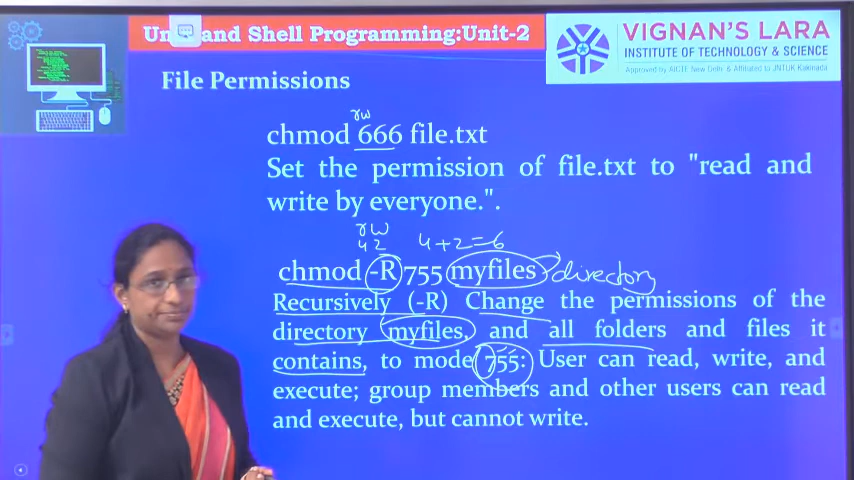 Un and Shell Programming:Unit-2
VIGNAN'S LARA
INSTITUTE OF TECHNOLOGY & SCIENCE
Approved by AICTE New Delhi & Affiliated to JNTUK Kakinada
File Permissions
rw
chmod 666 file.txt
Set the permission of file.txt to "read and
write by everyone.".
rw
4 2 4+2=6
chmod -R 755 myfiles directory
Recursively (-R) Change the permissions of the
directory myfiles, and all folders and files it
contains, to mode 755: User can read, write, and
execute; group members and other users can read
and execute, but cannot write.